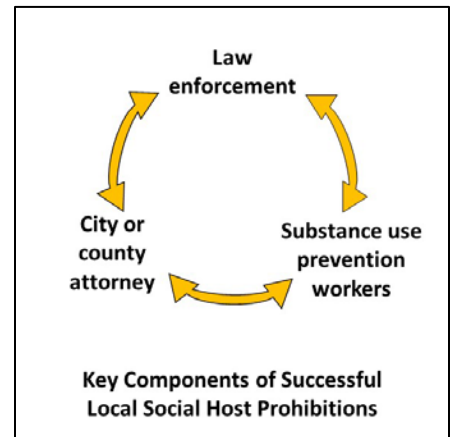 Law
enforcement
City or
county
attorney
Substance use
prevention
workers
Key Components of Successful
Local Social Host Prohibitions